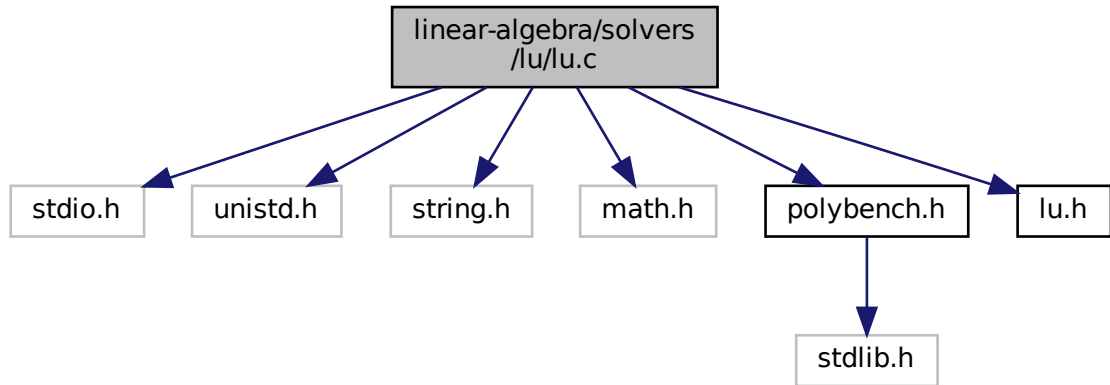 linear-algebra/solvers
/lu/lu.c
stdio.h
unistd.h
string.h
math.h
polybench.h
lu.h
stdlib.h